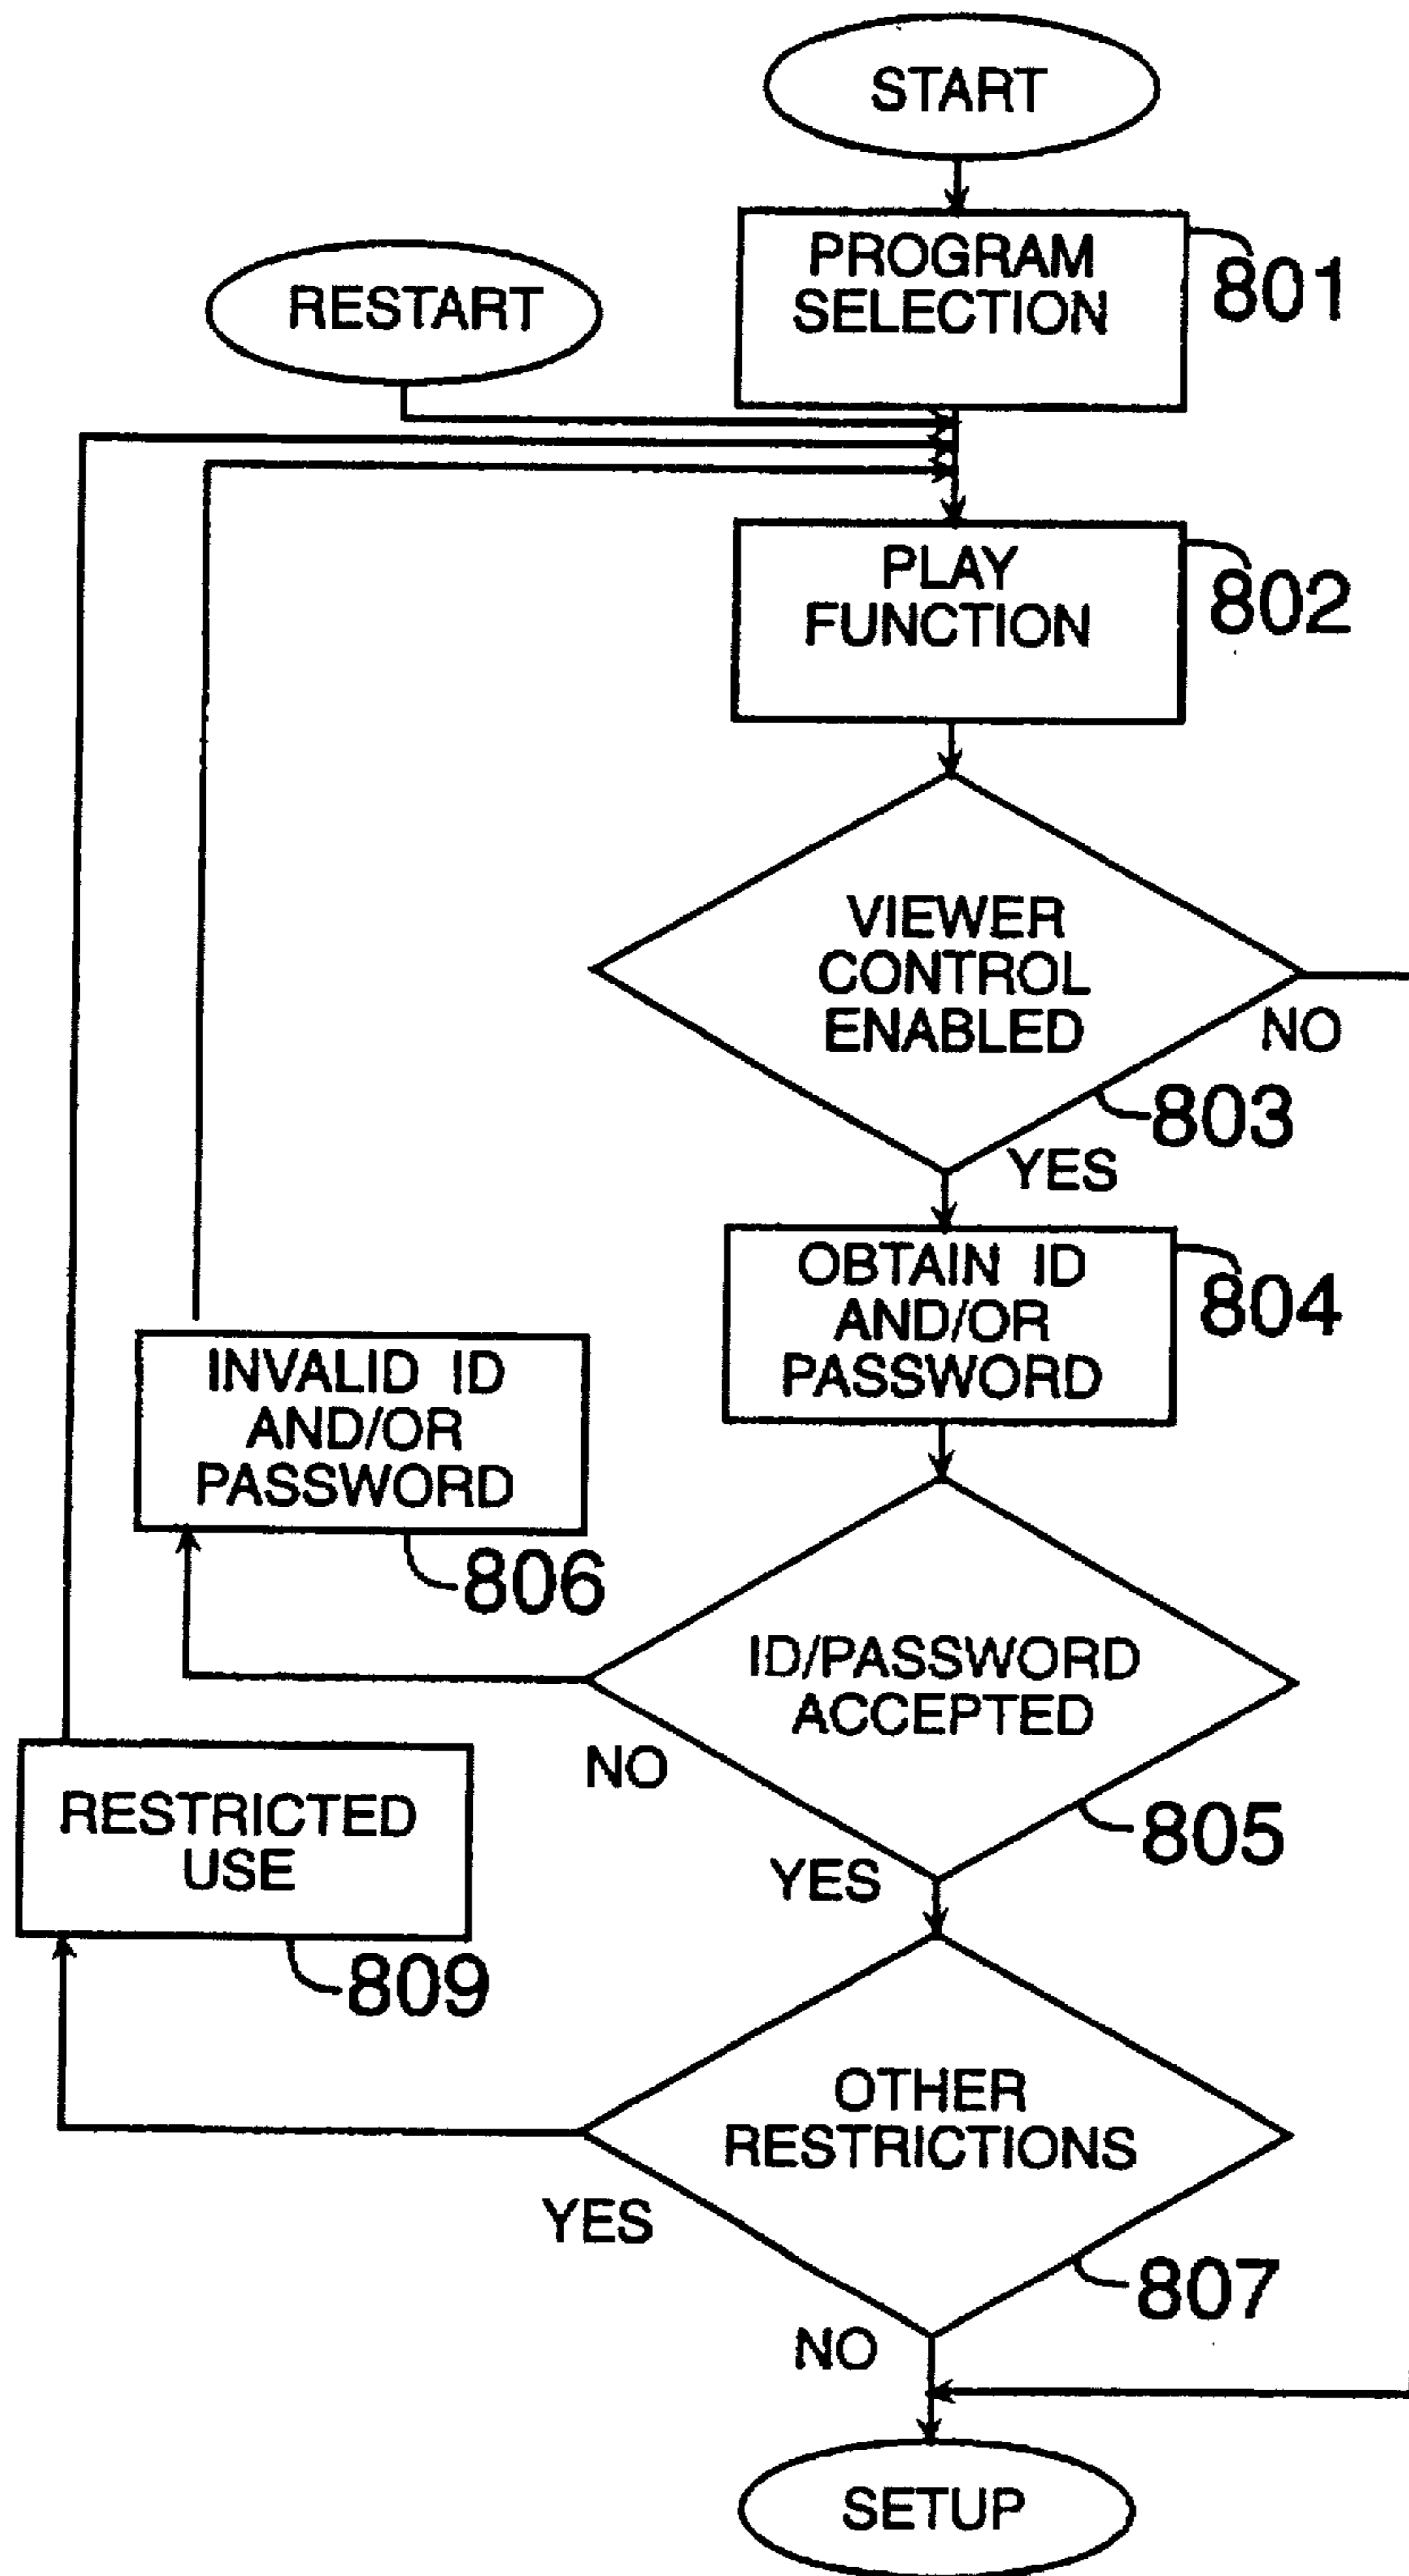 START
PROGRAM
SELECTION
801
RESTART
PLAY
FUNCTION
802
VIEWER
CONTROL
ENABLED
NO
803
YES
OBTAIN ID
AND/OR
PASSWORD
804
INVALID ID
AND/OR
PASSWORD
806
ID/PASSWORD
ACCEPTED
NO
805
YES
RESTRICTED
USE
809
OTHER
RESTRICTIONS
YES
807
NO
SETUP